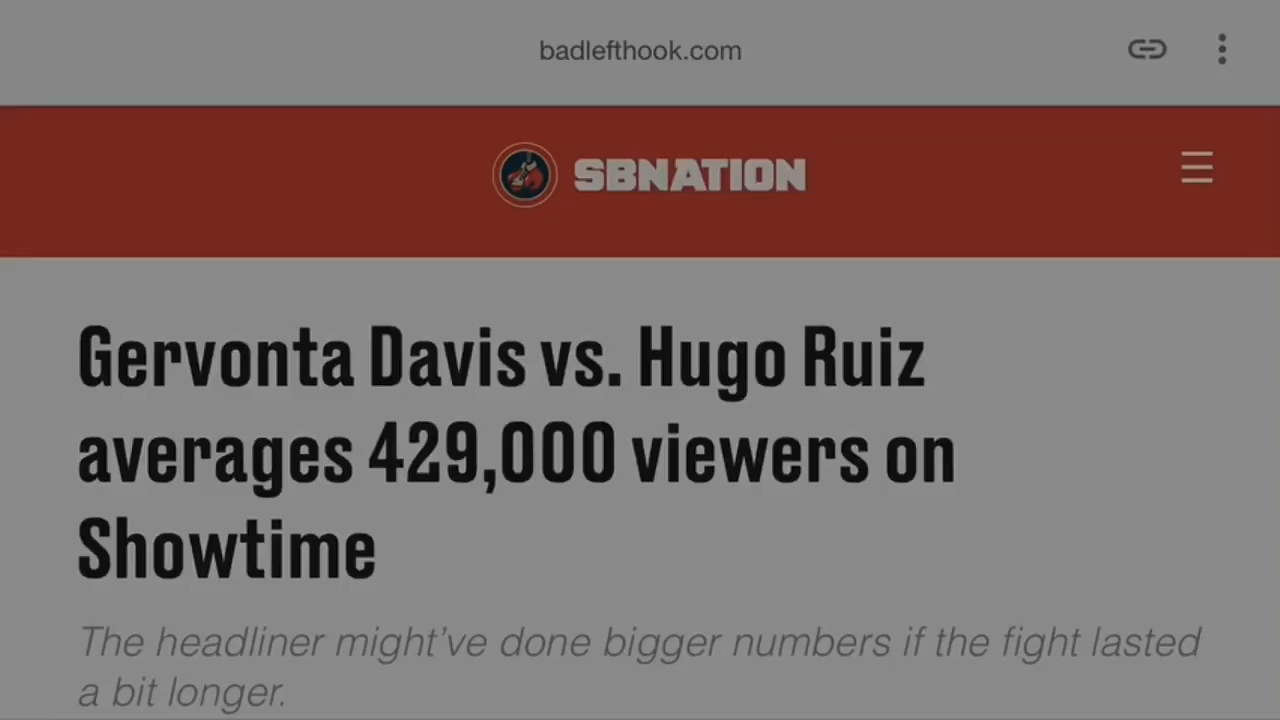 badlefthook.com
SBNATION
Gervonta Davis vs. Hugo Ruiz
averages 429,000 viewers on
Showtime
The headliner might've done bigger numbers if the fight lasted
a bit longer.